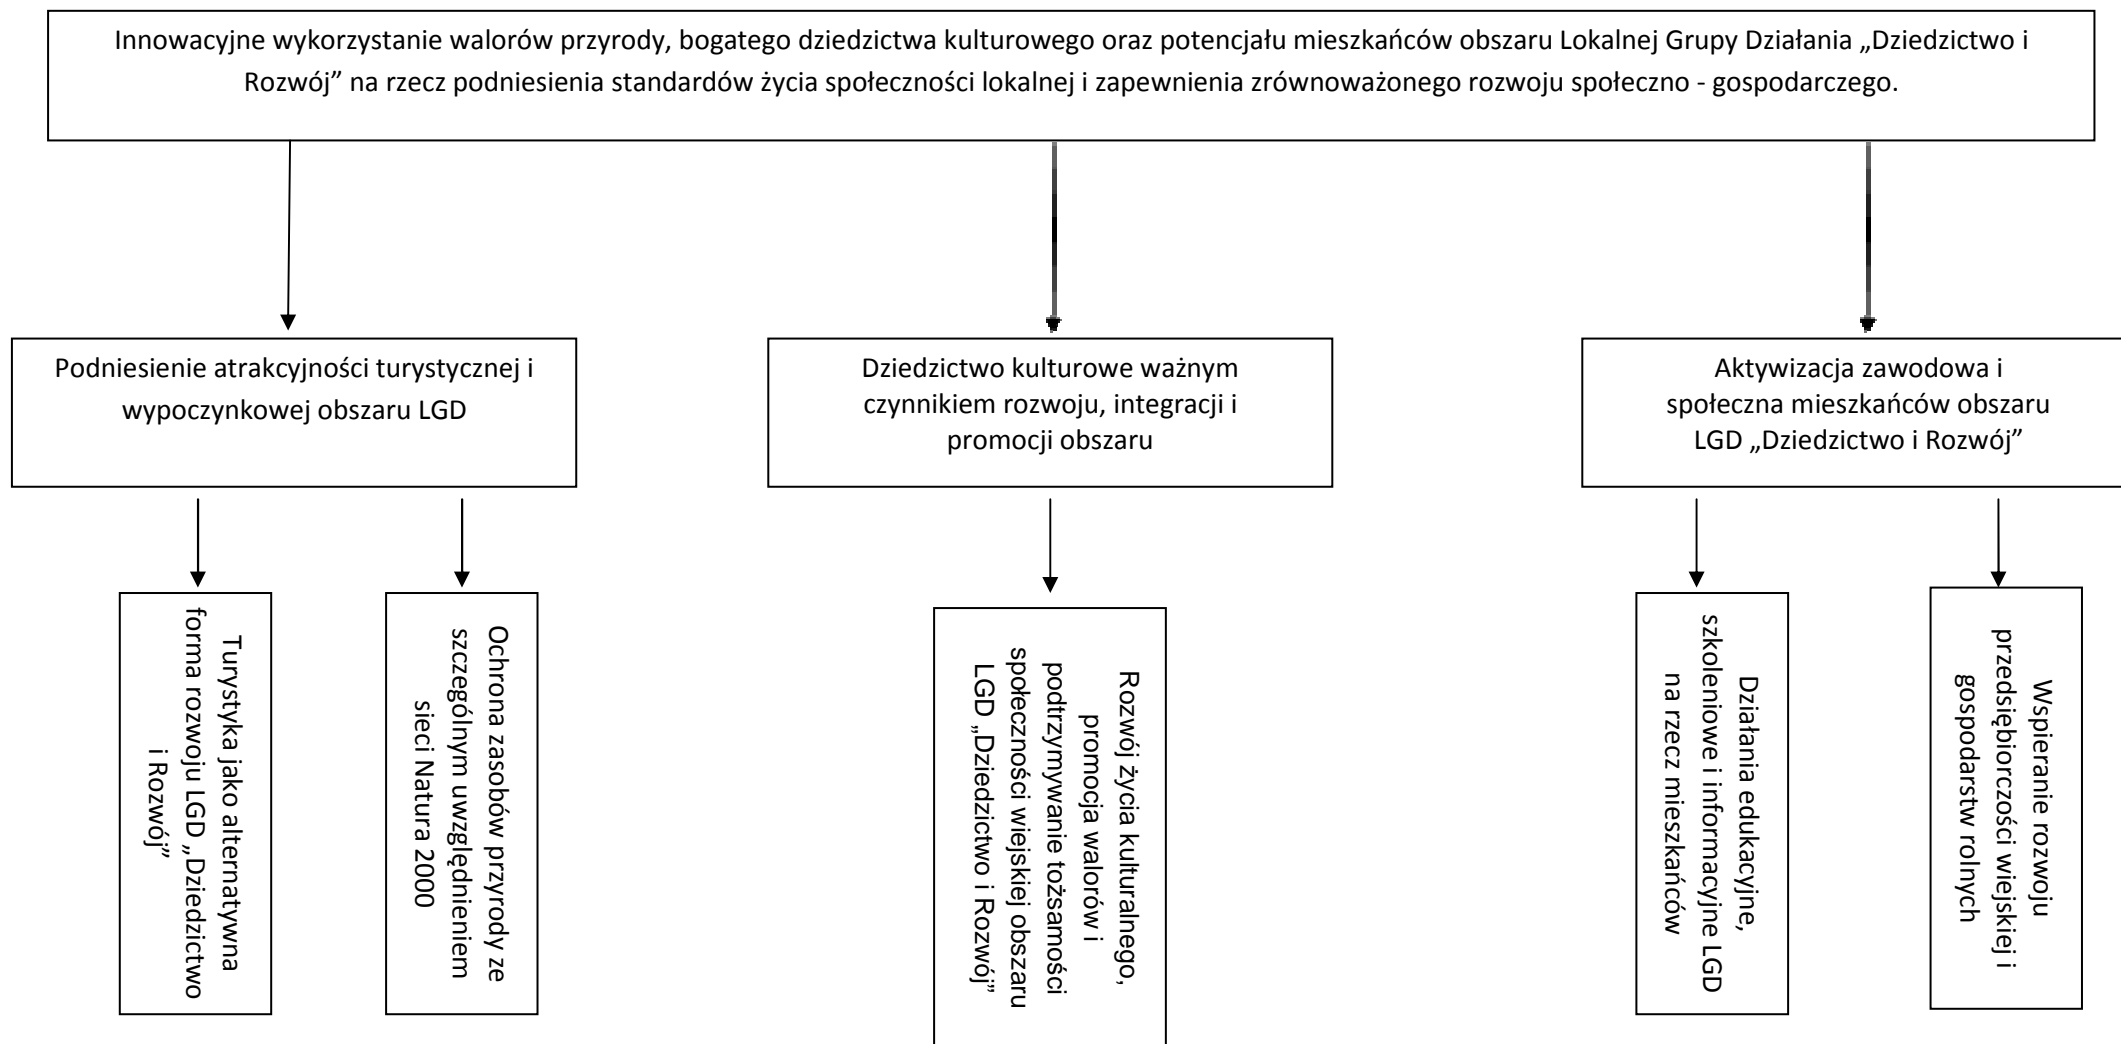 Innowacyjne wykorzystanie walorów przyrody, bogatego dziedzictwa kulturowego oraz potencjału mieszkańców obszaru Lokalnej Grupy Działania „Dziedzictwo i
Rozwój” na rzecz podniesienia standardów życia społeczności lokalnej i zapewnienia zrównoważonego rozwoju społeczno - gospodarczego.
Podniesienie atrakcyjności turystycznej i
wypoczynkowej obszaru LGD
Dziedzictwo kulturowe ważnym
czynnikiem rozwoju, integracji i
promocji obszaru
Aktywizacja zawodowa i
społeczna mieszkańców obszaru
LGD „Dziedzictwo i Rozwój”
Turystyka jako alternatywna
forma rozwoju LGD „Dziedzictwo
i Rozwój”
Ochrona zasobów przyrody ze
szczególnym uwzględnieniem
sieci Natura 2000
Rozwój życia kulturalnego,
promocja walorów i
podtrzymywanie tożsamości
społeczności wiejskiej obszaru
LGD „Dziedzictwo i Rozwój”
Działania edukacyjne,
szkoleniowe i informacyjne LGD
na rzecz mieszkańców
Wspieranie rozwoju
przedsiębiorczości wiejskiej i
gospodarstw rolnych